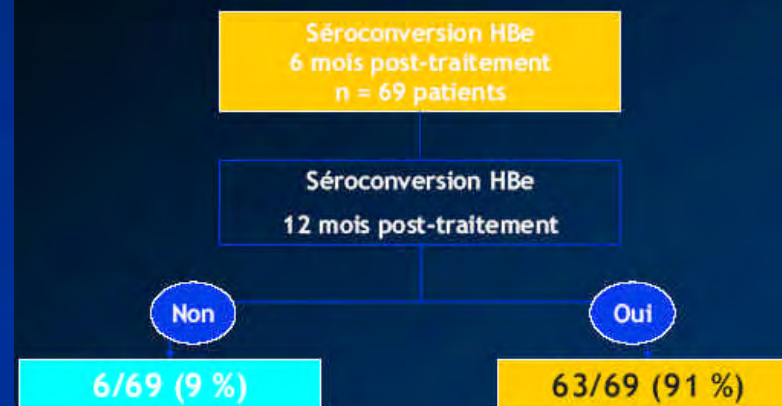 Séroconversion HBe
6 mois post-traitement
n = 69 patients
Séroconversion HBe
12 mois post-traitement
Non
Oui
6/69 (9 %)
63/69 (91 %)